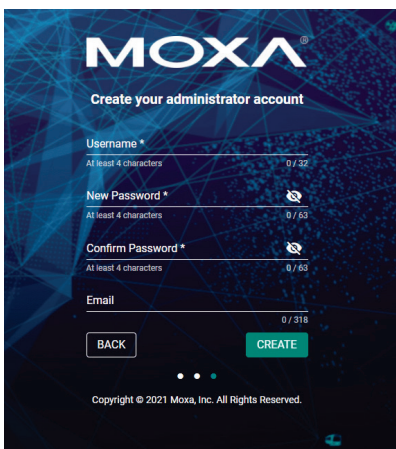 MOXA®
Create your administrator account
Username *
At least 4 characters 0 / 32
New Password *
At least 4 characters 0 / 63
Confirm Password *
At least 4 characters 0 / 63
Email
0 / 318
BACK CREATE
Copyright © 2021 Moxa, Inc. All Rights Reserved.